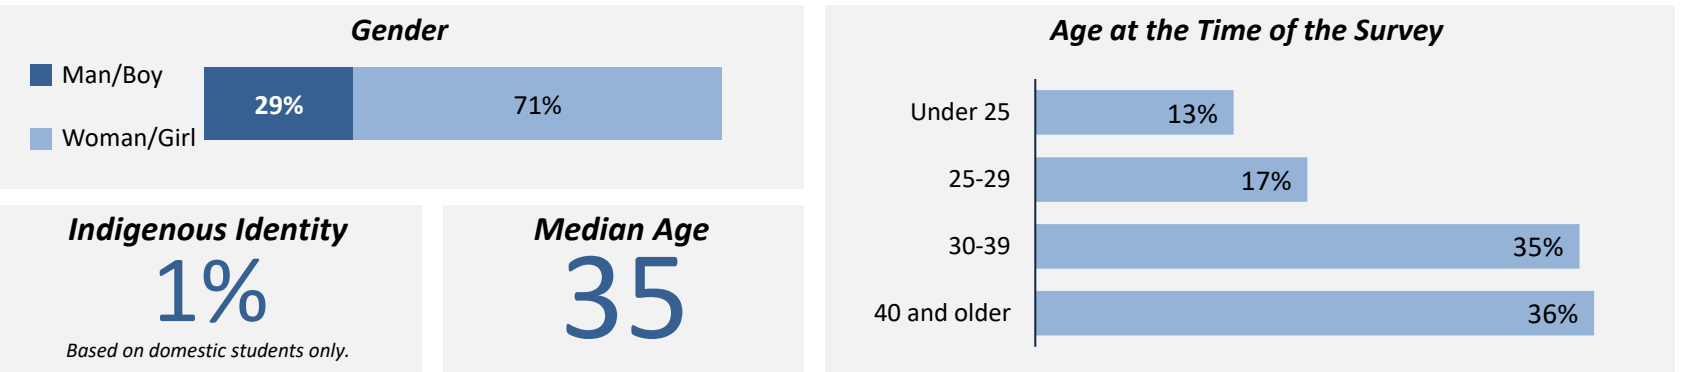 Gender
Man/Boy
Woman/Girl
29%
71%
Indigenous Identity
1%
Based on domestic students only.
Median Age
35
Age at the Time of the Survey
Under 25
13%
25-29
17%
30-39
35%
40 and older
36%